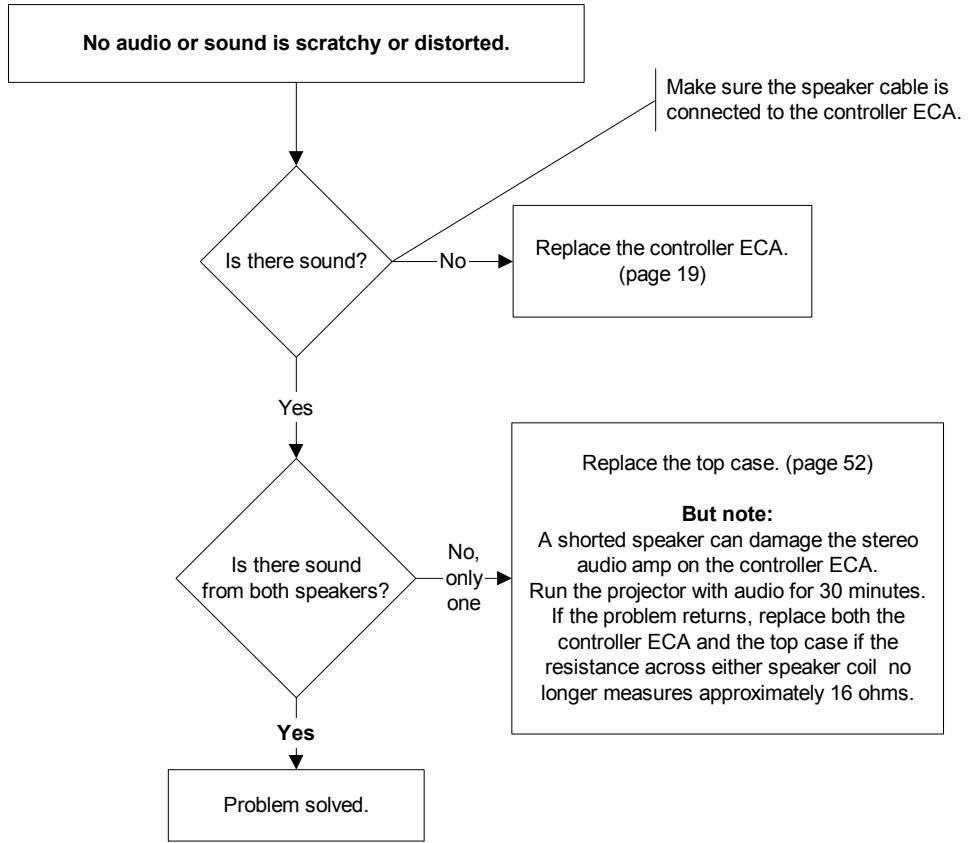 No audio or sound is scratchy or distorted.
Make sure the speaker cable is
connected to the controller ECA.
Is there sound?
No
Replace the controller ECA.
(page 19)
Yes
Is there sound
from both speakers?
No,
only
one
Replace the top case. (page 52)
But note:
A shorted speaker can damage the stereo
audio amp on the controller ECA.
Run the projector with audio for 30 minutes.
If the problem returns, replace both the
controller ECA and the top case if the
resistance across either speaker coil  no
longer measures approximately 16 ohms.
Yes
Problem solved.